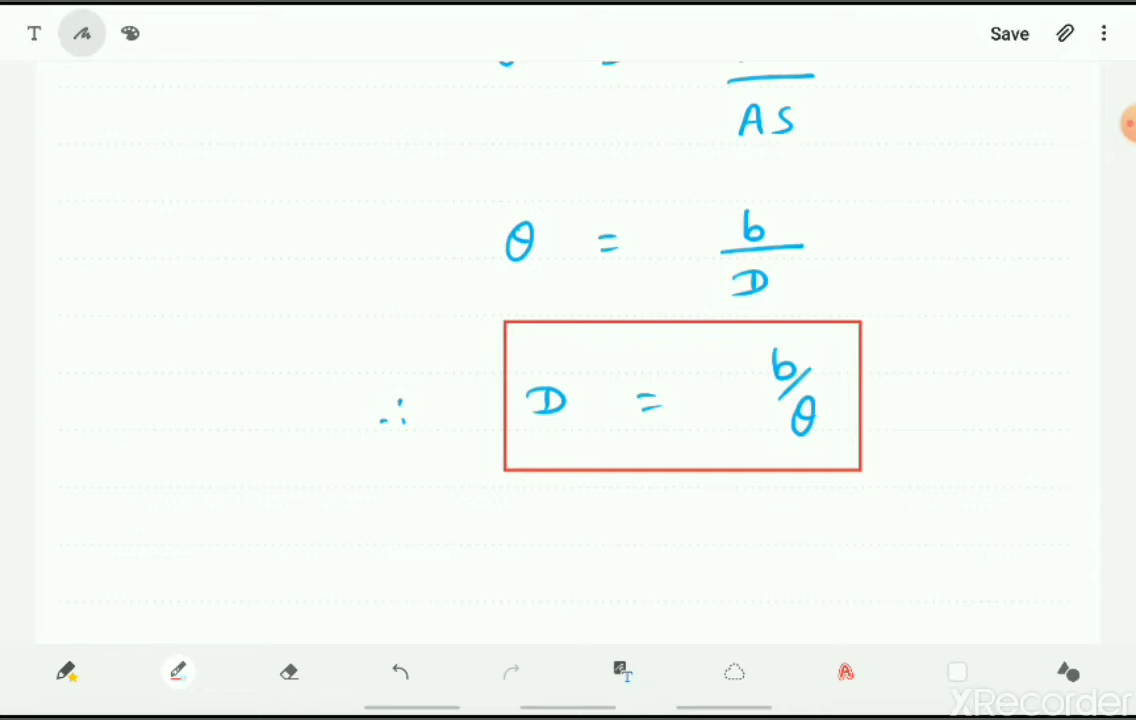 T
Save
AS
θ = b/D
∴ D = b/θ
T
A
XRecorder